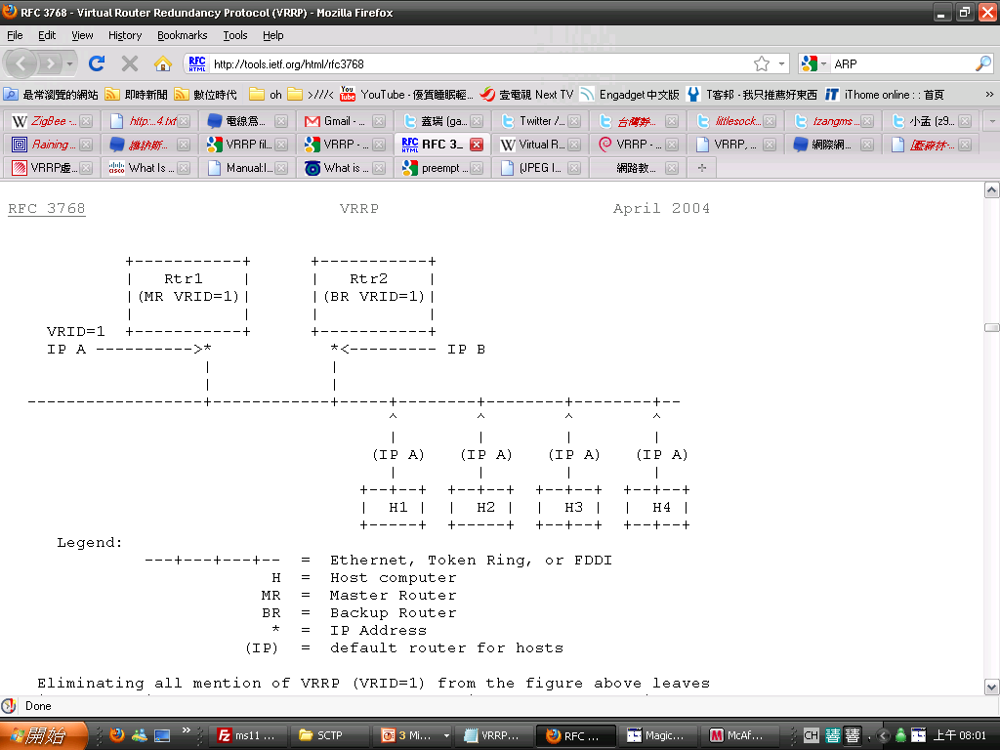 RFC 3768 - Virtual Router Redundancy Protocol (VRRP) - Mozilla Firefox
File Edit View History Bookmarks Tools Help
RFC HTML http://tools.ietf.org/html/rfc3768 ARP
最常瀏覽的網站 即時新聞 數位時代 oh >///< YouTube - 優質睡眠輕... 壹電視 Next TV Engadget 中文版 T客邦 - 我只推薦好東西 iThome online : : 首頁 »
ZigBee -... http:...4.txt 電線為... Gmail - ... 蓋瑞 (ga... Twitter /... littlesock... tzangms... 小孟 (z9...
Raining ... VRRP fil... VRRP - ... RFC 3... Virtual R... VRRP - ... VRRP, ... 網際網...
VRRP虛... What Is ... Manual:I... What is ... preempt ... (JPEG I... 網路教...
RFC 3768 VRRP April 2004
+-----------+ +-----------+
| Rtr1 | | Rtr2 |
|(MR VRID=1)| |(BR VRID=1)|
| | | |
VRID=1 +-----------+ +-----------+
IP A ---------->* *<--------- IP B
| |
| |
------------------+------------+-----+--------+--------+--------+--
^ ^ ^ ^
| | | |
(IP A) (IP A) (IP A) (IP A)
| | | |
+--+--+ +--+--+ +--+--+ +--+--+
| H1 | | H2 | | H3 | | H4 |
+-----+ +-----+ +--+--+ +--+--+
Legend:
---+---+---+-- = Ethernet, Token Ring, or FDDI
H = Host computer
MR = Master Router
BR = Backup Router
* = IP Address
(IP) = default router for hosts
Eliminating all mention of VRRP (VRID=1) from the figure above leaves
Done
開始 » ms11 ... SCTP 3 Mi... VRRP... RFC ... Magic... McAf... CH 上午 08:01